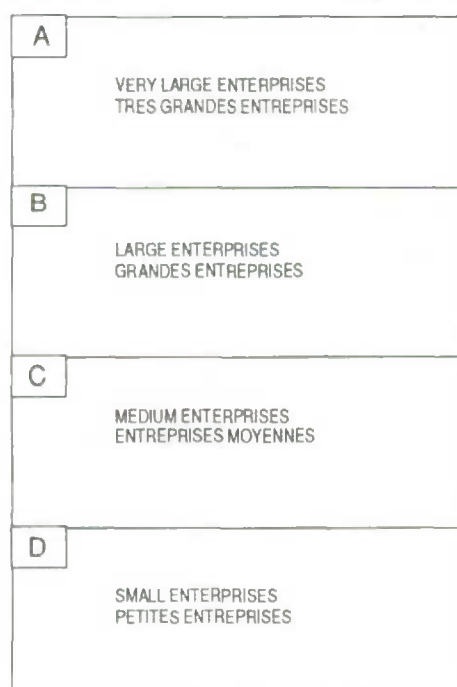 A
VERY LARGE ENTERPRISES
TRES GRANDES ENTREPRISES
B
LARGE ENTERPRISES
GRANDES ENTREPRISES
C
MEDIUM ENTERPRISES
ENTREPRISES MOYENNES
D
SMALL ENTERPRISES
PETITES ENTREPRISES